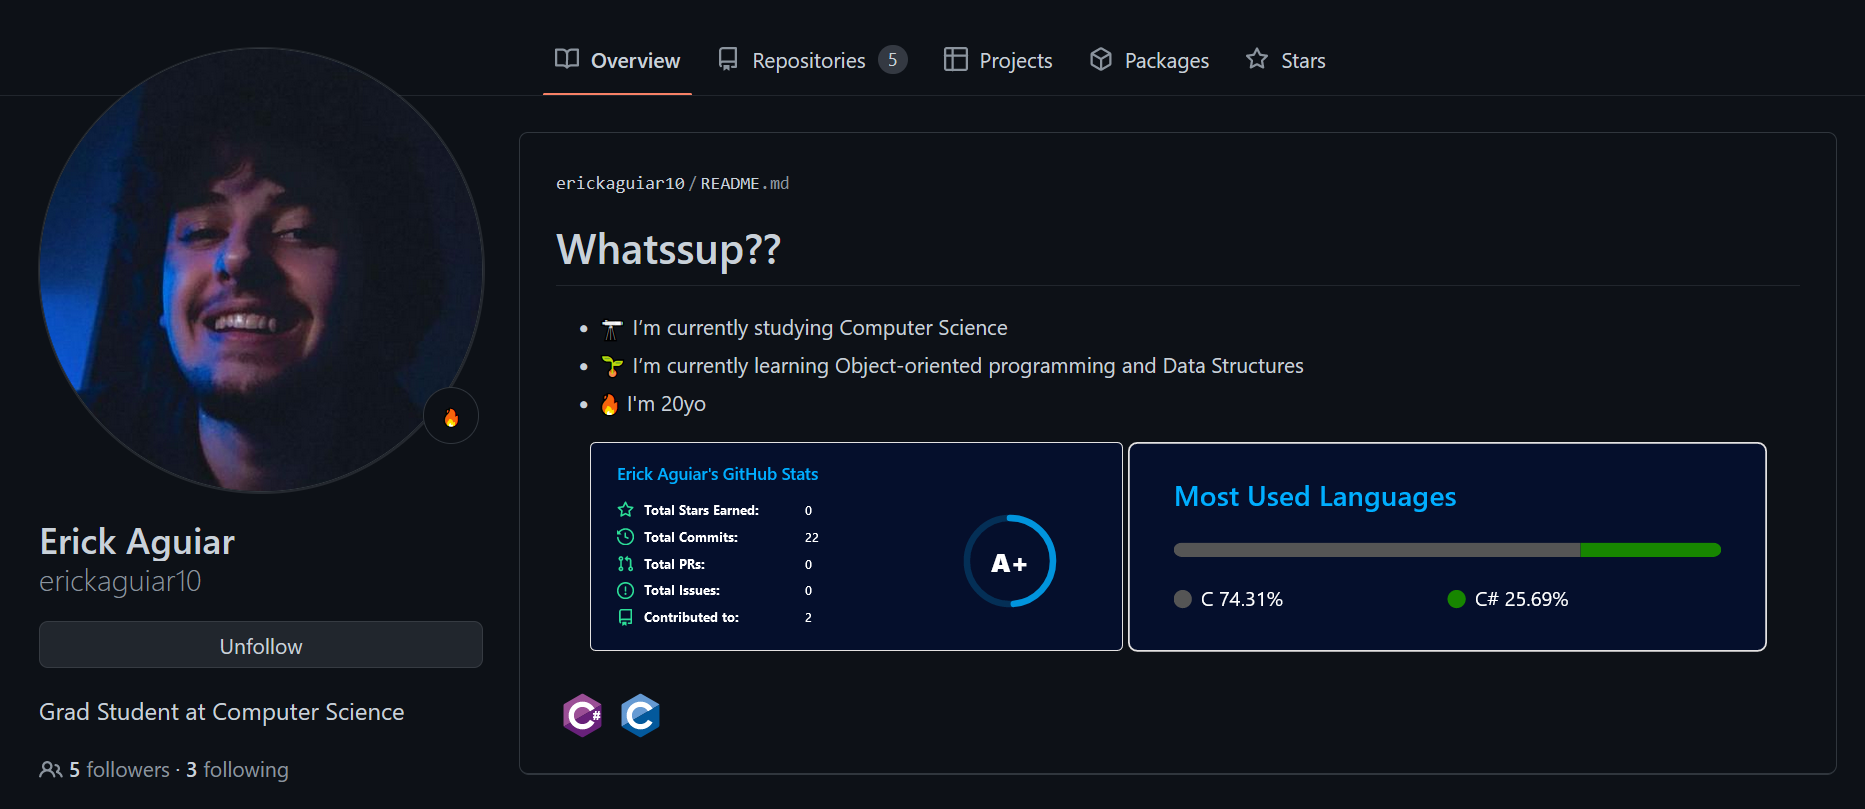 Overview Repositories 5 Projects Packages Stars
erickaguiar10/README.md
Whatssup??
I’m currently studying Computer Science
I’m currently learning Object-oriented programming and Data Structures
I'm 20yo
Erick Aguiar's GitHub Stats
Total Stars Earned: 0
Total Commits: 22
Total PRs: 0
Total Issues: 0
Contributed to: 2
A+
Most Used Languages
C 74.31% C# 25.69%
C# C
Erick Aguiar
erickaguiar10
Unfollow
Grad Student at Computer Science
5 followers · 3 following